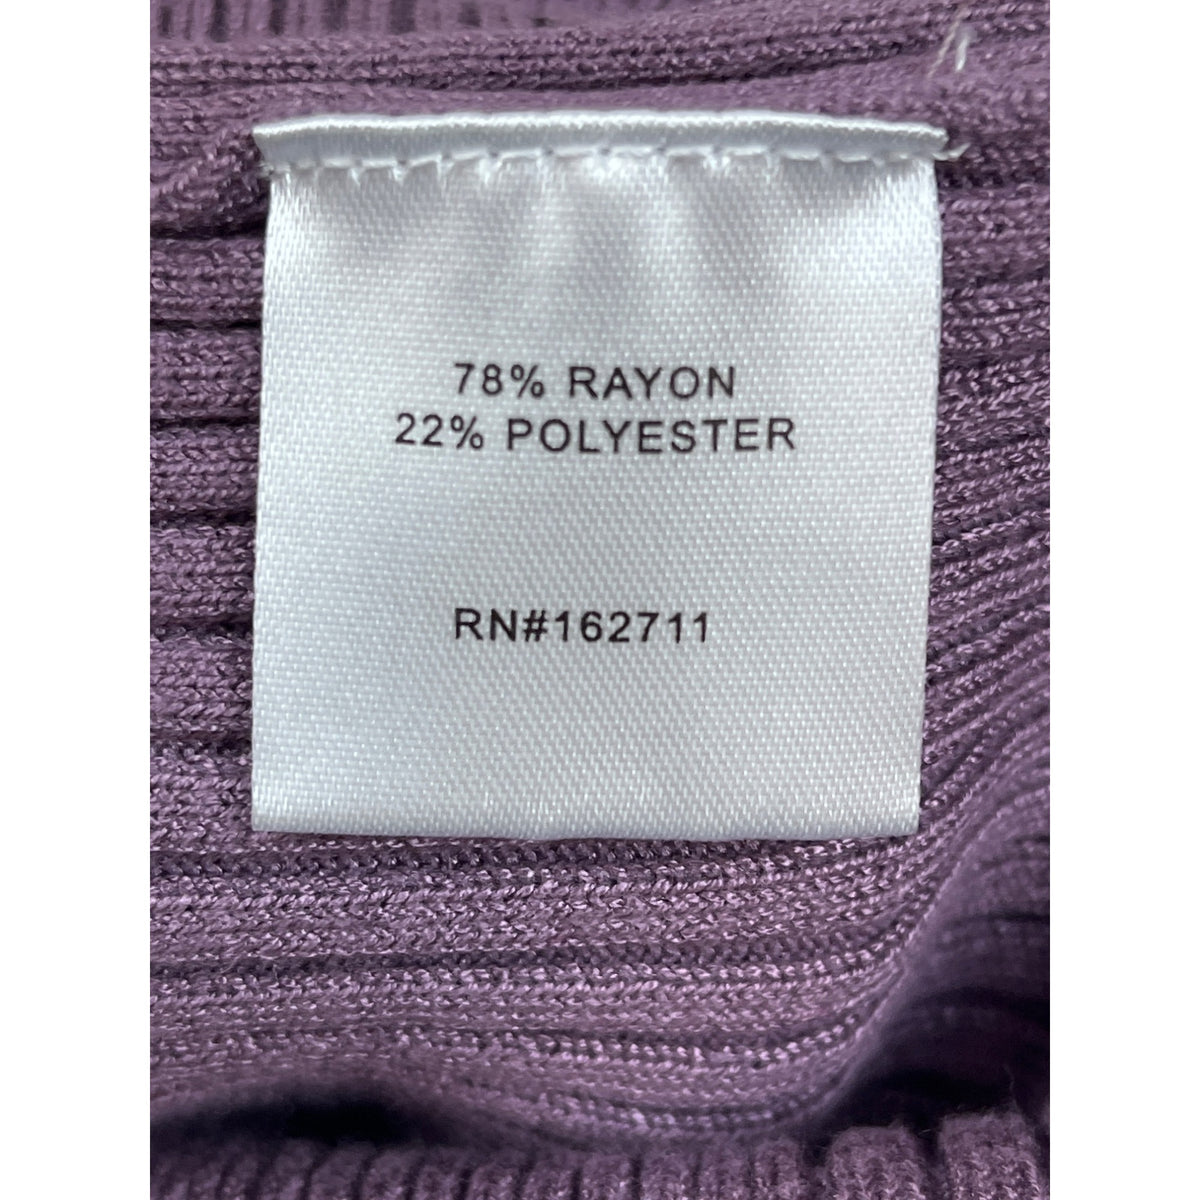 78% RAYON
22% POLYESTER
RN#162711